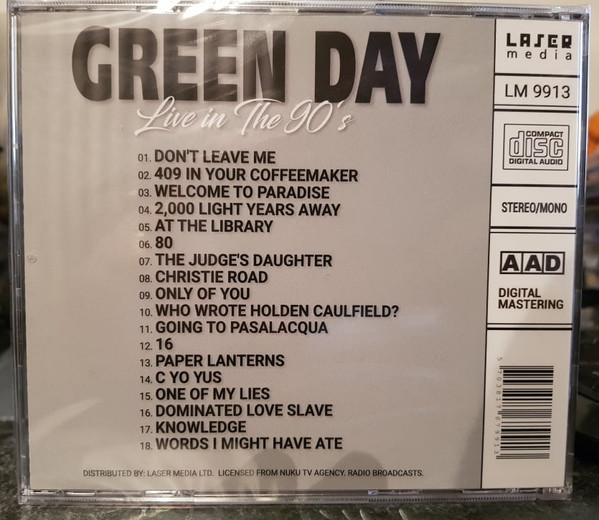 GREEN DAY
Live in The 90's
01. DON'T LEAVE ME
02. 409 IN YOUR COFFEEMAKER
03. WELCOME TO PARADISE
04. 2,000 LIGHT YEARS AWAY
05. AT THE LIBRARY
06. 80
07. THE JUDGE'S DAUGHTER
08. CHRISTIE ROAD
09. ONLY OF YOU
10. WHO WROTE HOLDEN CAULFIELD?
11. GOING TO PASALACQUA
12. 16
13. PAPER LANTERNS
14. C YO YUS
15. ONE OF MY LIES
16. DOMINATED LOVE SLAVE
17. KNOWLEDGE
18. WORDS I MIGHT HAVE ATE
DISTRIBUTED BY: LASER MEDIA LTD. LICENSED FROM NUKU TV AGENCY. RADIO BROADCASTS.
LASER
media
LM 9913
COMPACT
disc
DIGITAL AUDIO
STEREO/MONO
AAD
DIGITAL
MASTERING